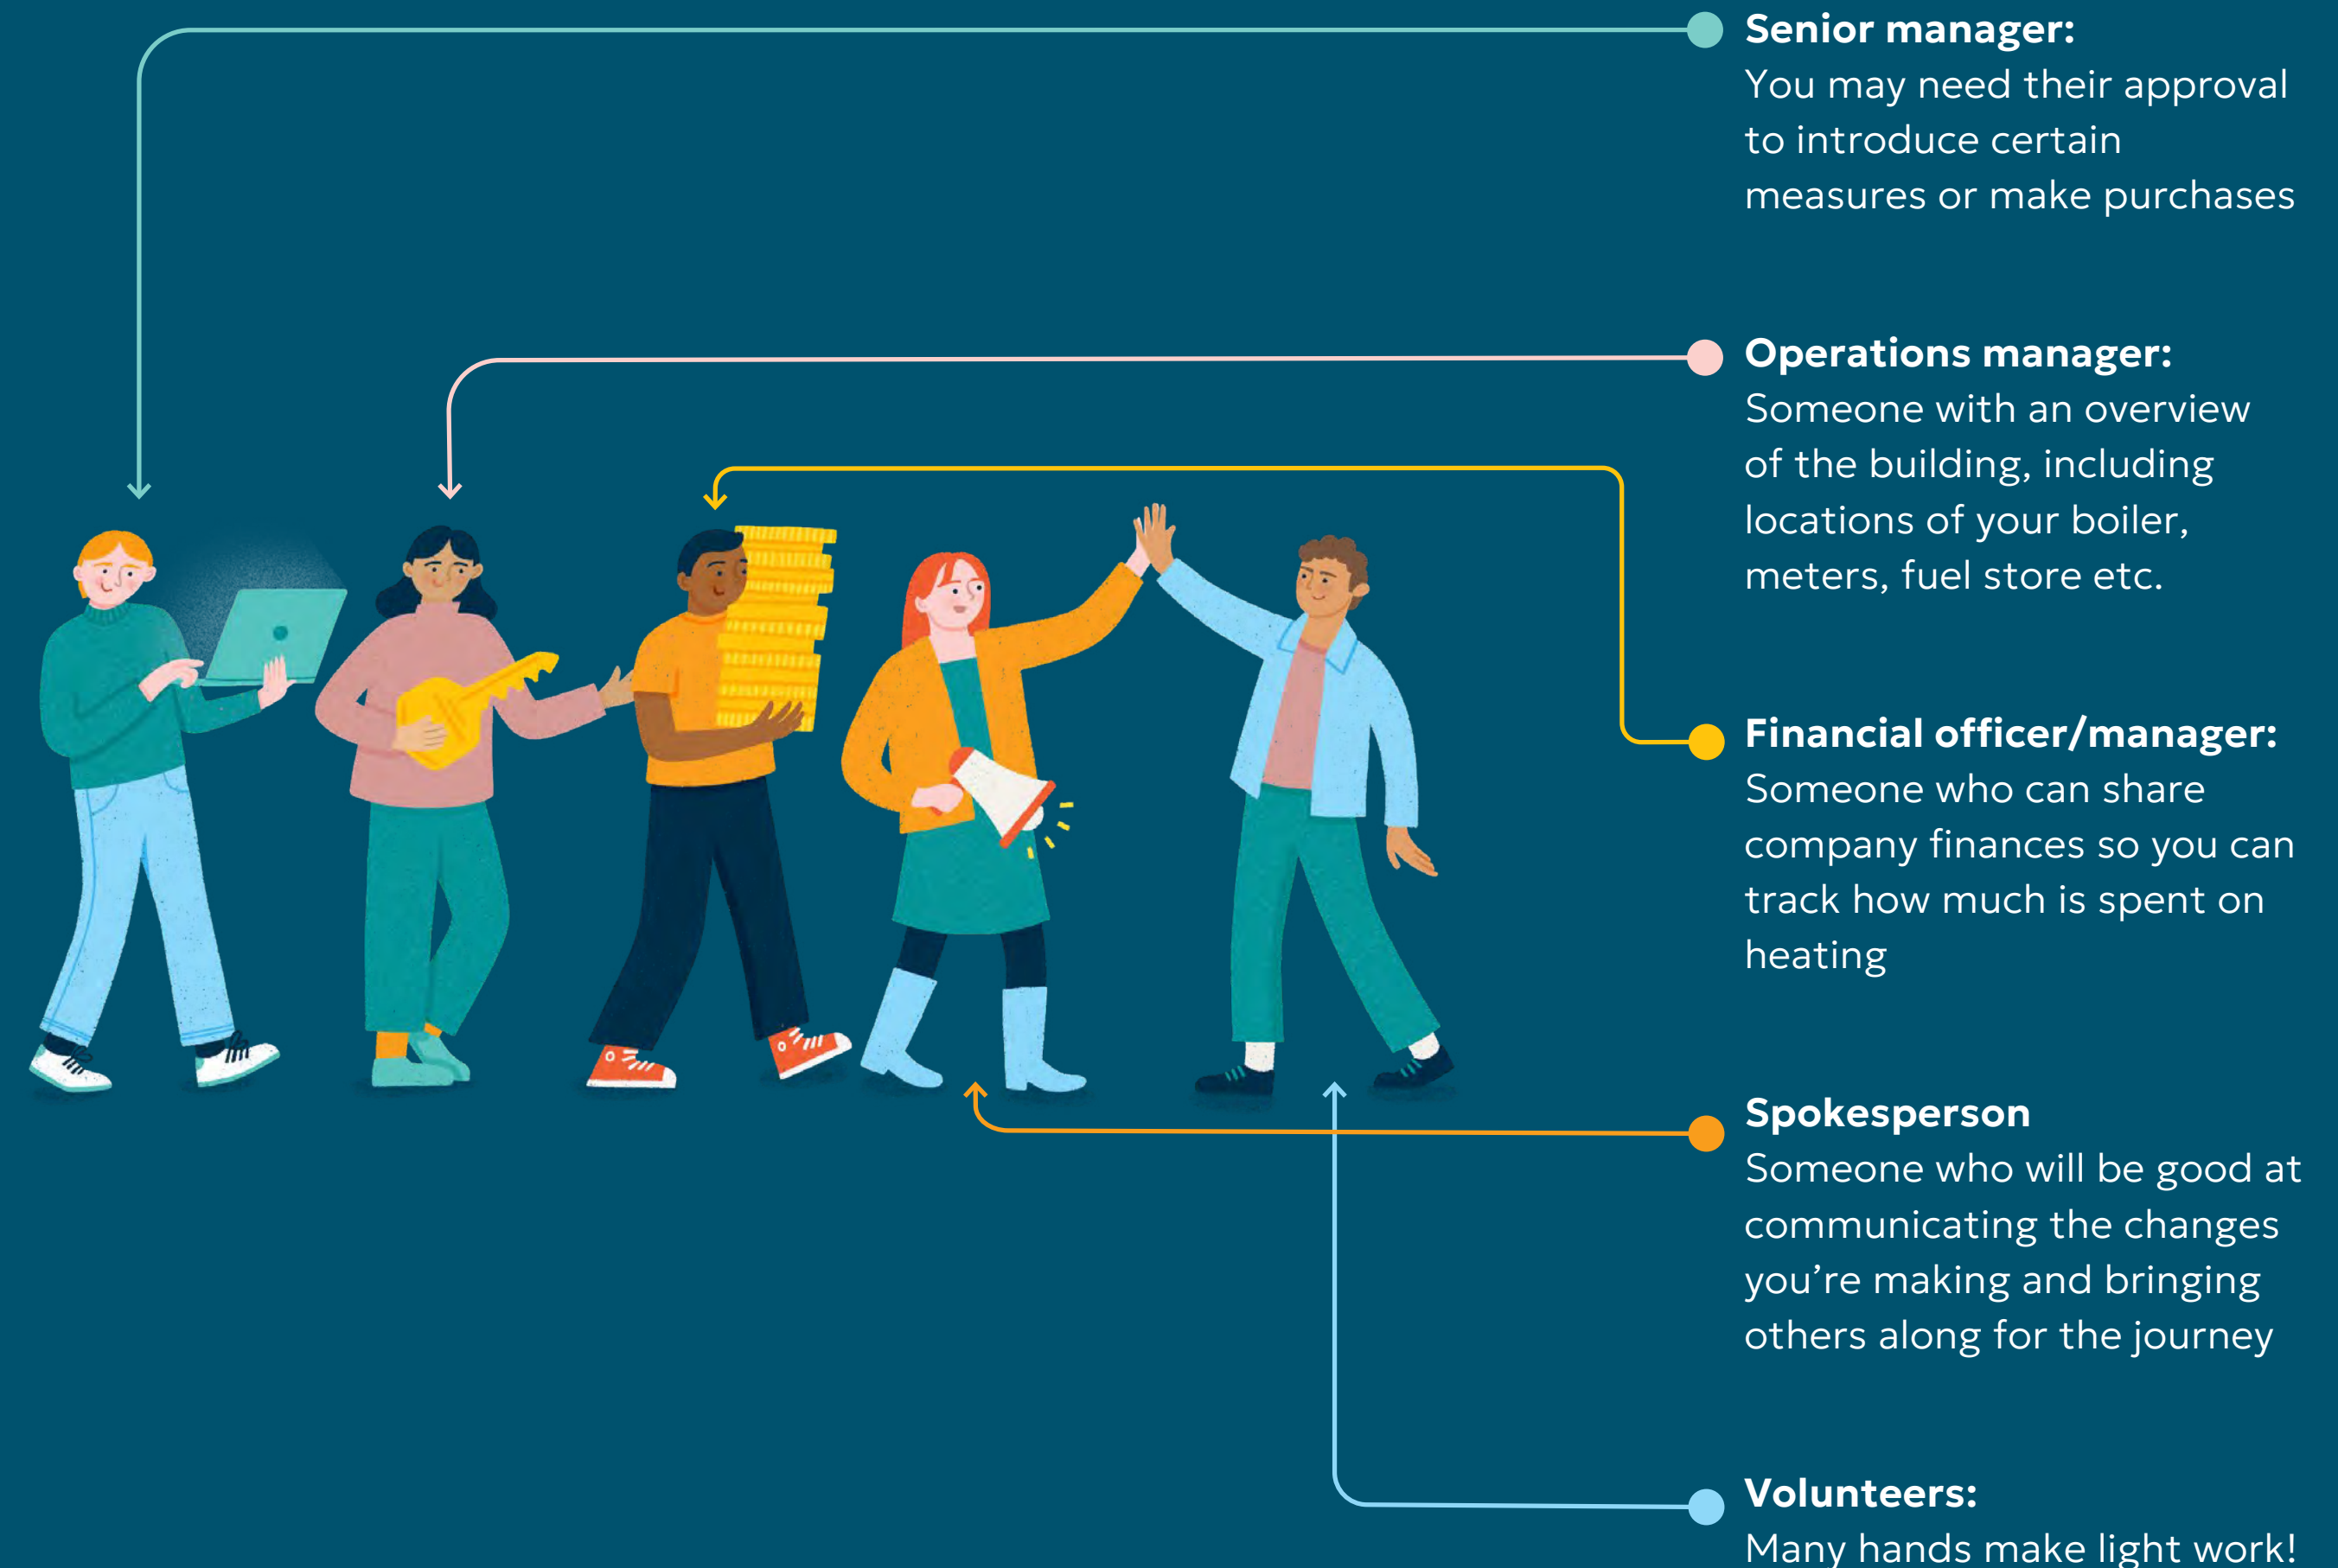 Senior manager:
You may need their approval
to introduce certain
measures or make purchases
Operations manager:
Someone with an overview
of the building, including
locations of your boiler,
meters, fuel store etc.
Financial officer/manager:
Someone who can share
company finances so you can
track how much is spent on
heating
Spokesperson
Someone who will be good at
communicating the changes
you’re making and bringing
others along for the journey
Volunteers:
Many hands make light work!